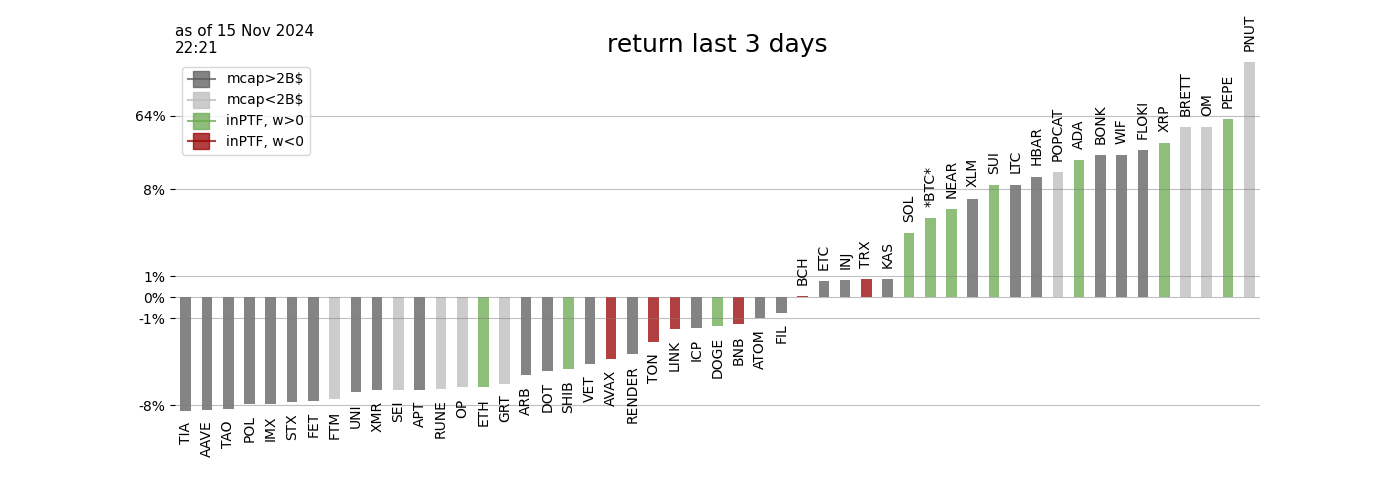 as of 15 Nov 2024
22:21
return last 3 days
mcap>2B$
mcap<2B$
inPTF, w>0
inPTF, w<0
64%
8%
1%
0%
-1%
-8%
TIA
AAVE
TAO
POL
IMX
STX
FET
FTM
UNI
XMR
SEI
APT
RUNE
OP
ETH
GRT
ARB
DOT
SHIB
VET
AVAX
RENDER
TON
LINK
ICP
DOGE
BNB
ATOM
FIL
BCH
ETC
INJ
TRX
KAS
SOL
*BTC*
NEAR
XLM
SUI
LTC
HBAR
POPCAT
ADA
BONK
WIF
FLOKI
XRP
BRETT
OM
PEPE
PNUT